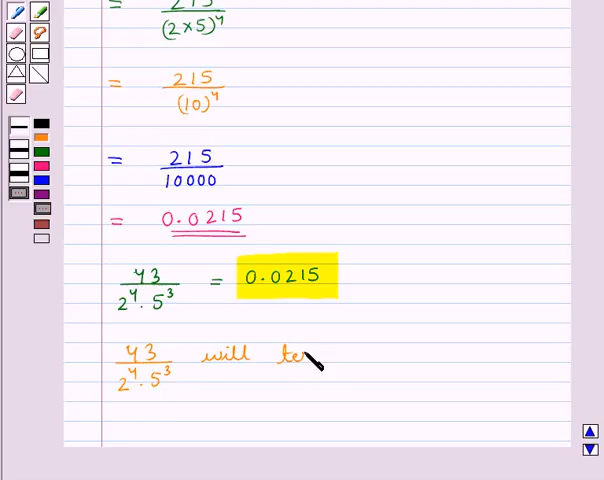 = 215/(2×5)⁴
= 215/(10)⁴
= 215/10000
= 0.0215
43/2⁴·5³ = 0.0215
43/2⁴·5³ will ter